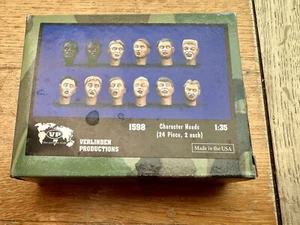 1598 Character Heads 1:35
(24 Piece, 2 each)
VP
VERLINDEN
PRODUCTIONS
Made in the USA